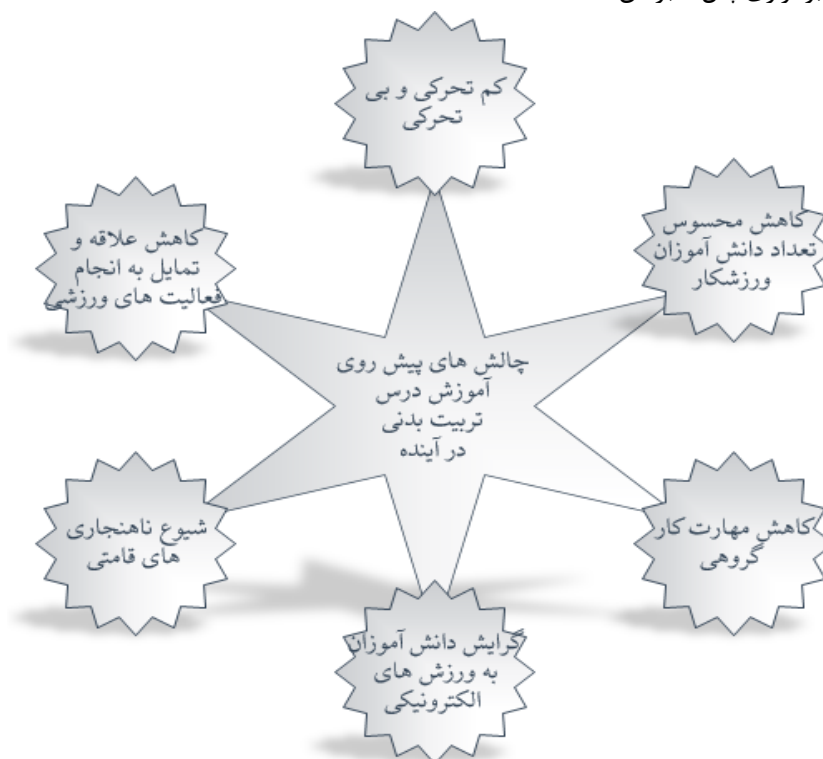 کم تحرکی و بی
تحرکی
کاهش محسوس
تعداد دانش آموزان
ورزشکار
کاهش علاقه و
تمایل به انجام
فعالیت های ورزشی
چالش های پیش روی
آموزش درس
تربیت بدنی
در آینده
کاهش مهارت کار
گروهی
شیوع ناهنجاری
های قامتی
گرایش دانش آموزان
به ورزش های
الکترونیکی